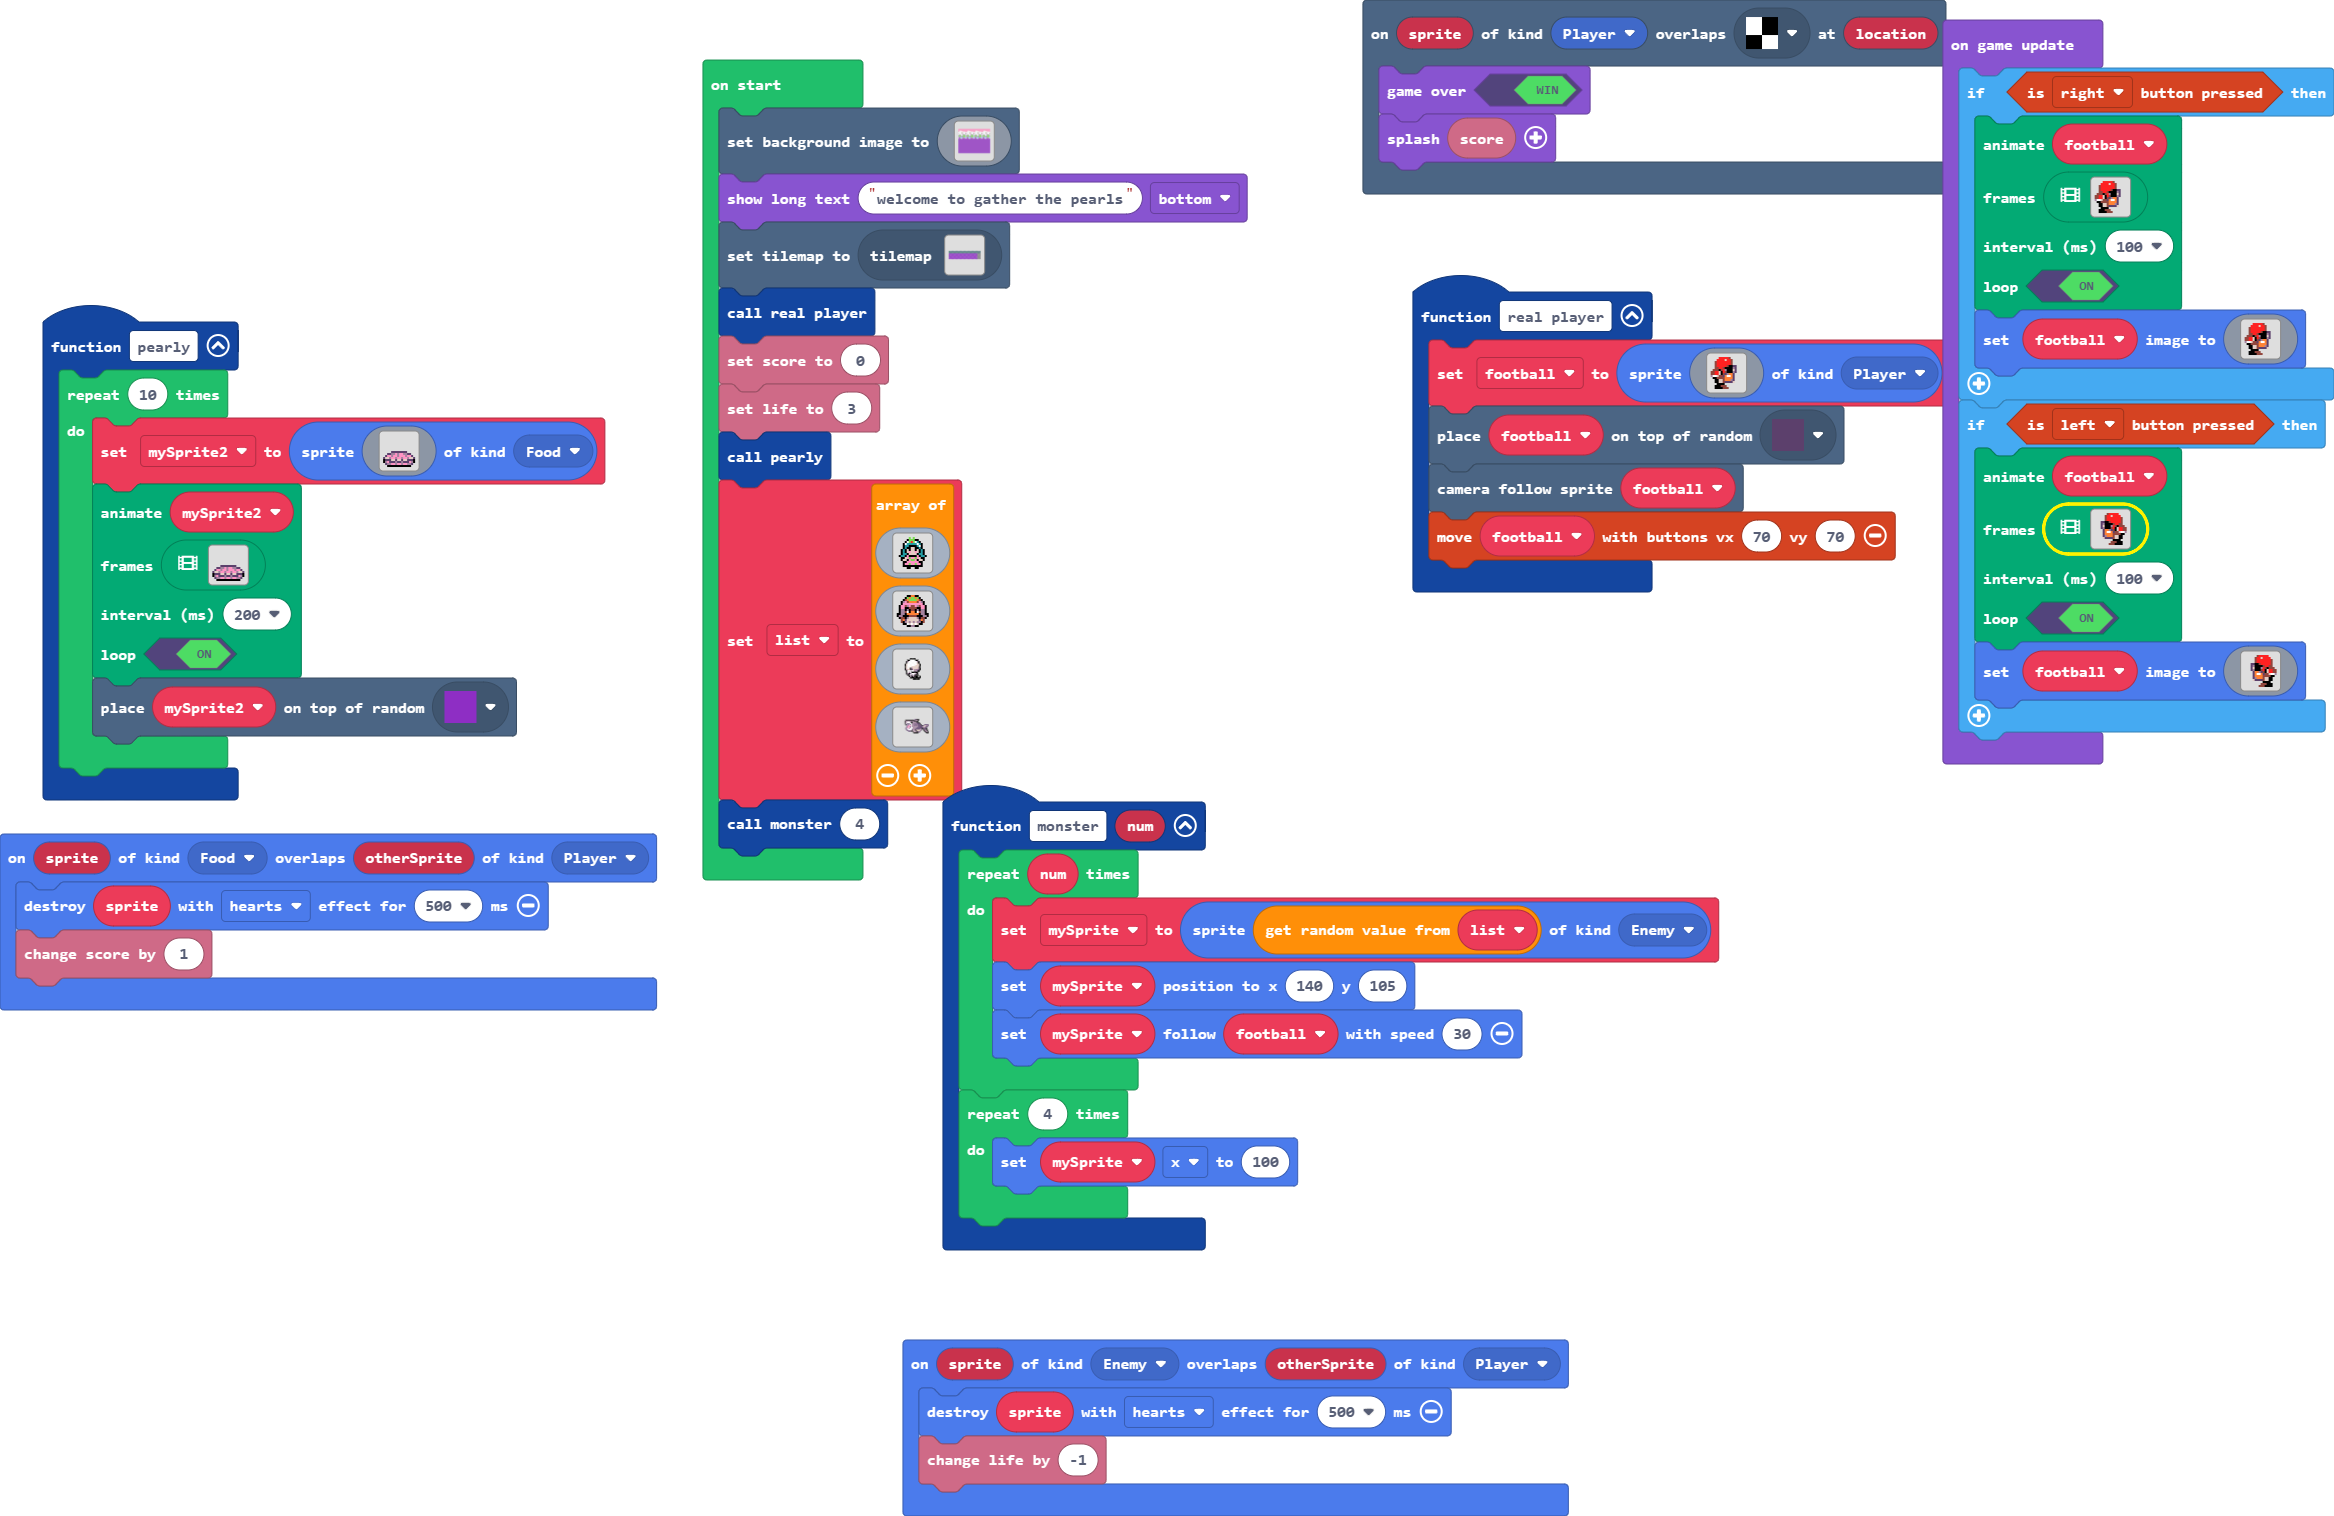 function pearly
repeat 10 times
do
set mySprite2 to sprite of kind Food
animate mySprite2
frames
interval (ms) 200
loop ON
place mySprite2 on top of random
on sprite of kind Food overlaps otherSprite of kind Player
destroy sprite with hearts effect for 500 ms
change score by 1
on start
set background image to
show long text "welcome to gather the pearls" bottom
set tilemap to tilemap
call real player
set score to 0
set life to 3
call pearly
set list to array of
call monster 4
function monster num
repeat num times
do
set mySprite to sprite get random value from list of kind Enemy
set mySprite position to x 140 y 105
set mySprite follow football with speed 30
repeat 4 times
do
set mySprite x to 100
on sprite of kind Enemy overlaps otherSprite of kind Player
destroy sprite with hearts effect for 500 ms
change life by -1
on sprite of kind Player overlaps at location
game over WIN
splash score
function real player
set football to sprite of kind Player
place football on top of random
camera follow sprite football
move football with buttons vx 70 vy 70
on game update
if is right button pressed then
animate football
frames
interval (ms) 100
loop ON
set football image to
if is left button pressed then
animate football
frames
interval (ms) 100
loop ON
set football image to